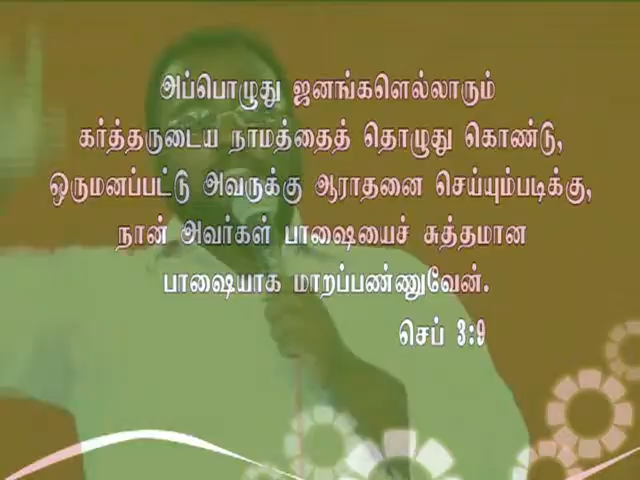 அப்பொழுது ஜனங்களெல்லாரும்
கர்த்தருடைய நாமத்தைத் தொழுது கொண்டு,
ஒருமனப்பட்டு அவருக்கு ஆராதனை செய்யும்படிக்கு,
நான் அவர்கள் பாஷையைச் சுத்தமான
பாஷையாக மாறப்பண்ணுவேன்.
செப் 3:9